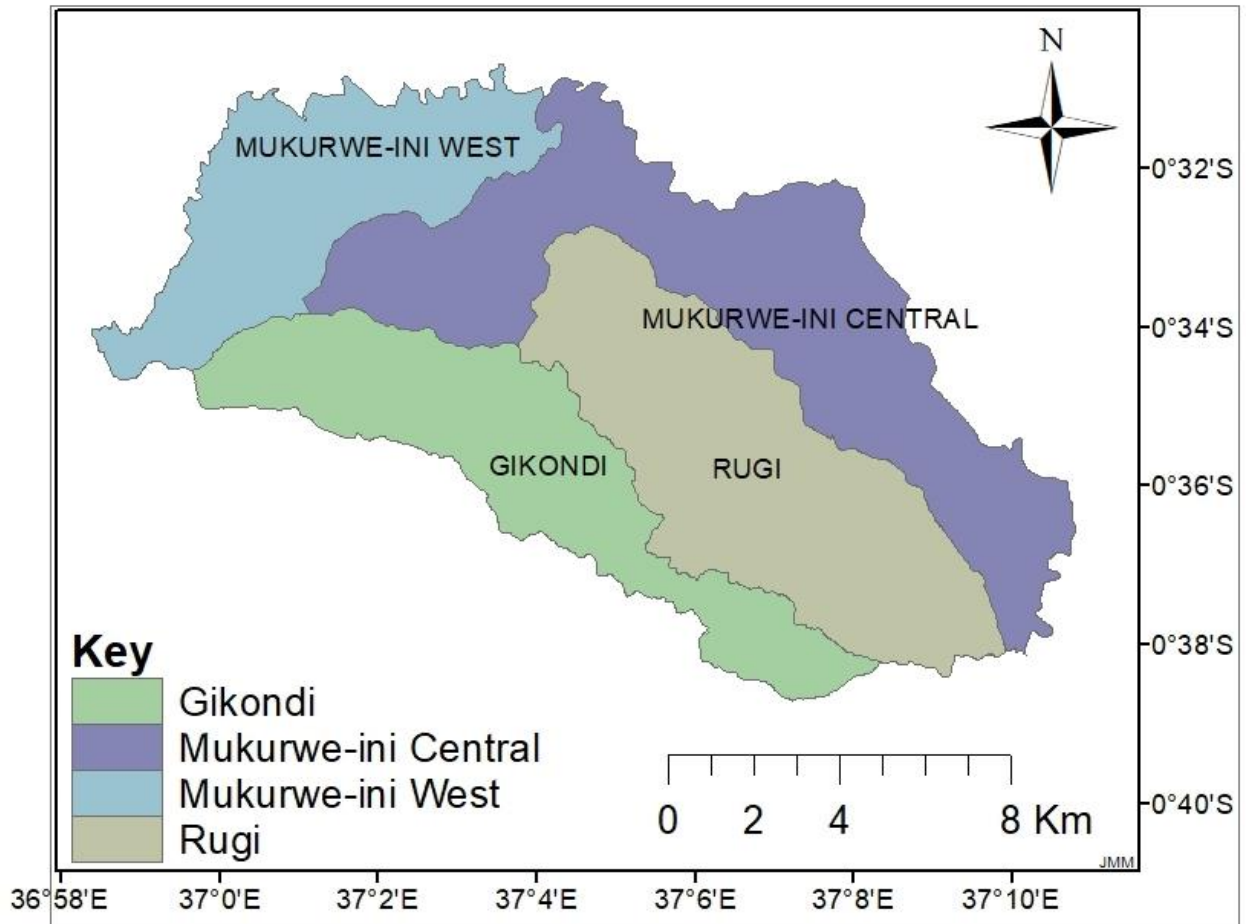 N
MUKURWE-INI WEST
0°32'S
MUKURWE-INI CENTRAL
0°34'S
GIKONDI
RUGI
0°36'S
0°38'S
Key
Gikondi
Mukurwe-ini Central
Mukurwe-ini West
Rugi
0 2 4 8 Km
0°40'S
JMM
36°58'E 37°0'E 37°2'E 37°4'E 37°6'E 37°8'E 37°10'E